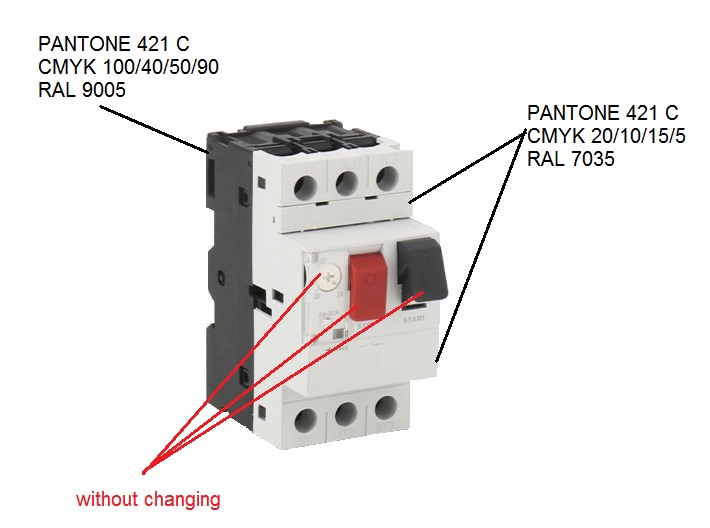 PANTONE 421 C
CMYK 100/40/50/90
RAL 9005
PANTONE 421 C
CMYK 20/10/15/5
RAL 7035
START
without changing